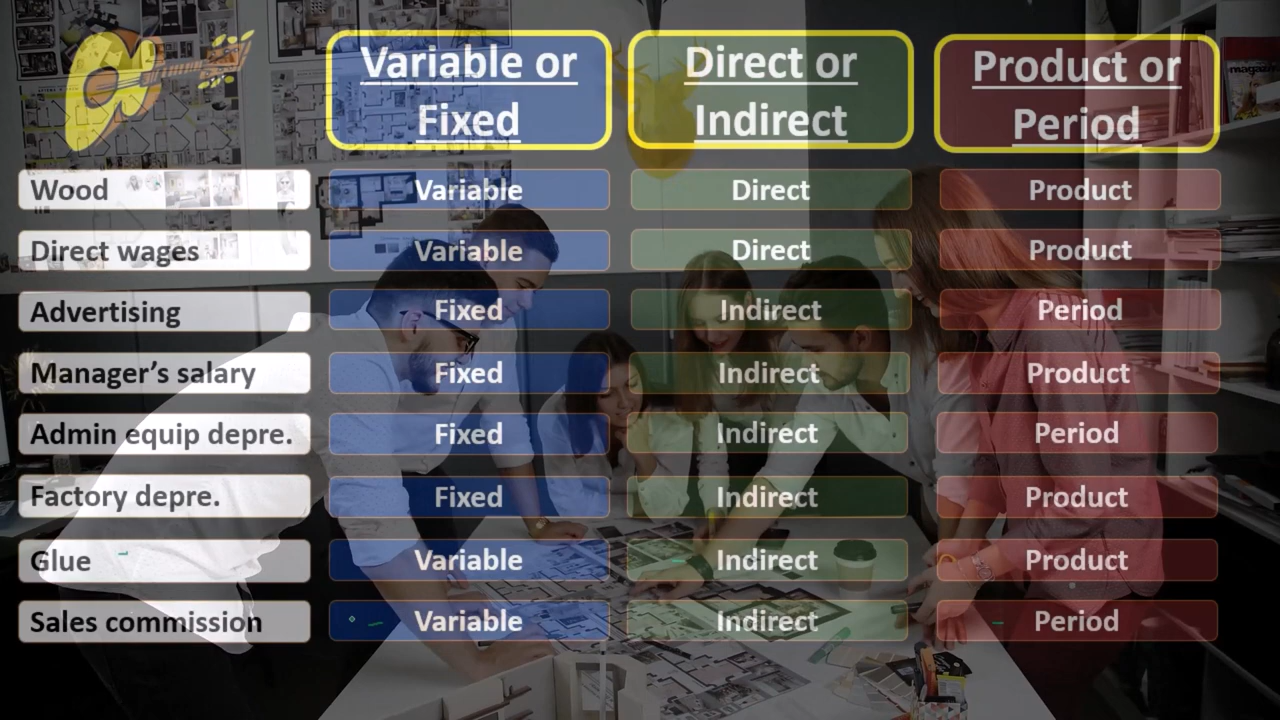 Variable or
Fixed
Direct or
Indirect
Product or
Period
Wood Variable Direct Product
Direct wages Variable Direct Product
Advertising Fixed Indirect Period
Manager's salary Fixed Indirect Product
Admin equip depre. Fixed Indirect Period
Factory depre. Fixed Indirect Product
Glue Variable Indirect Product
Sales commission Variable Indirect Period